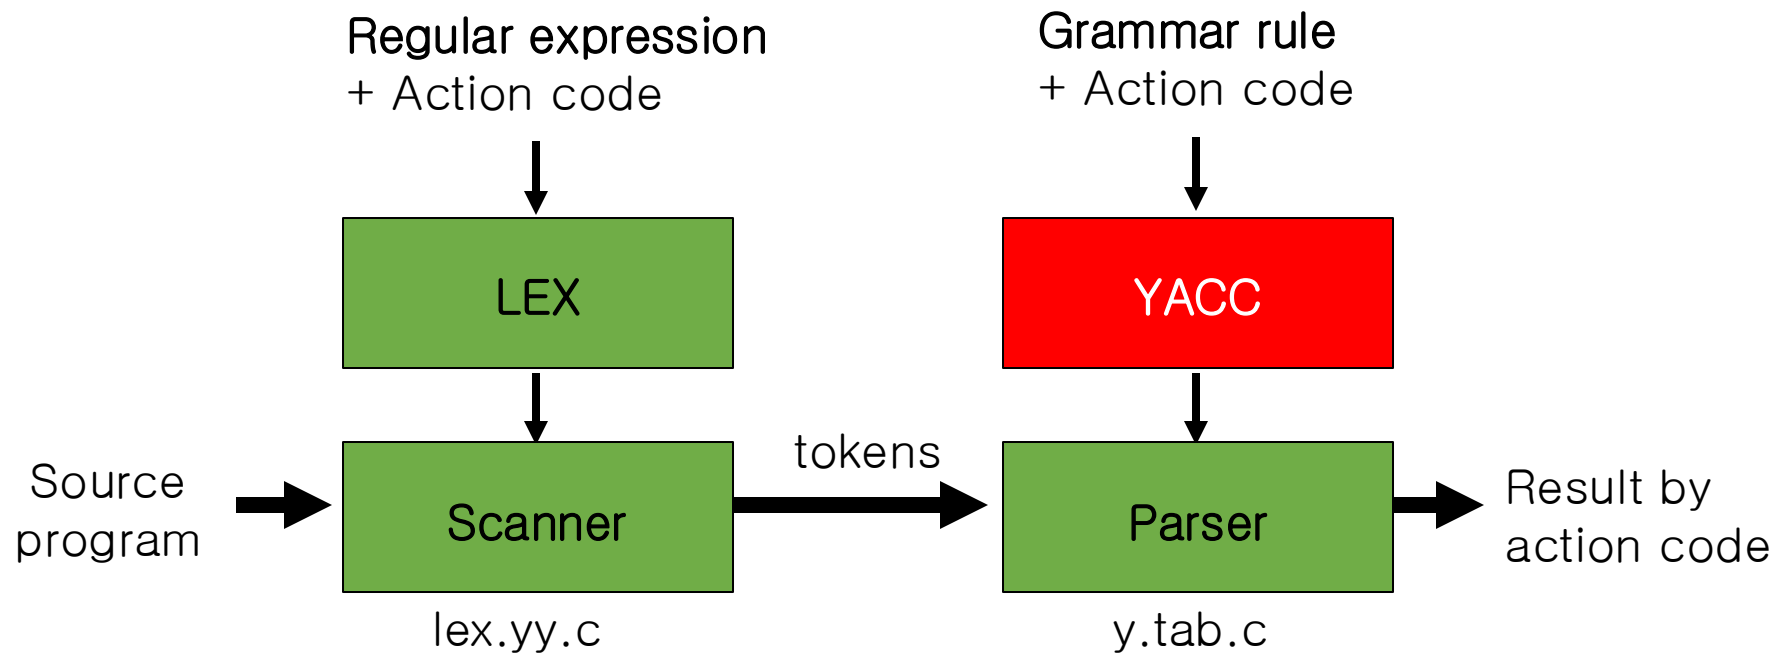 Regular expression
+ Action code
Grammar rule
+ Action code
LEX
YACC
Source
program
Scanner
tokens
Parser
Result by
action code
lex.yy.c
y.tab.c